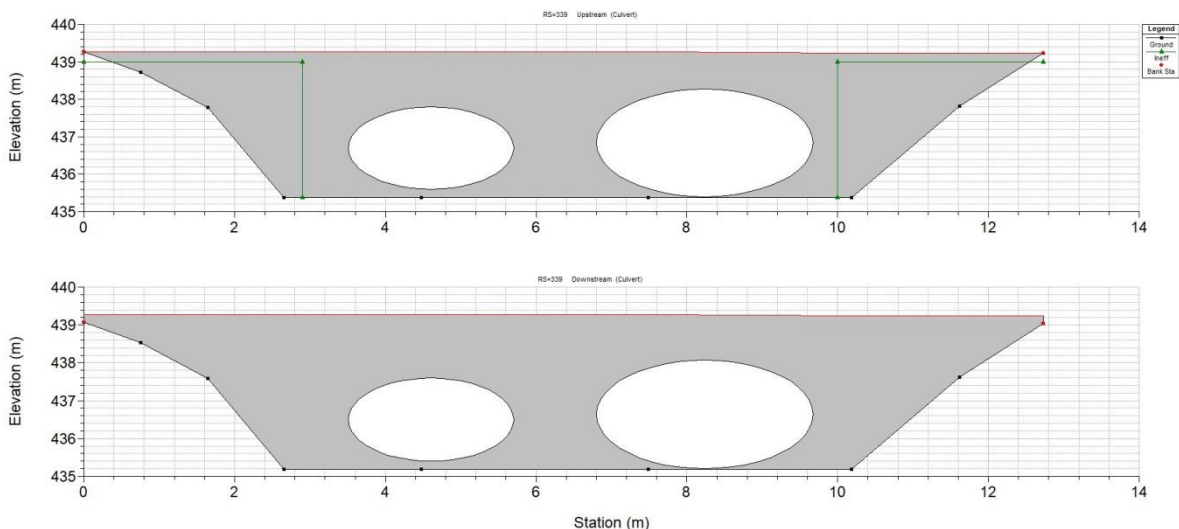 RS=339 Upstream (Culvert)
Legend
Ground
Ineff
Bank Sta
Elevation (m)
440
439
438
437
436
435
0 2 4 6 8 10 12 14
RS=339 Downstream (Culvert)
Elevation (m)
440
439
438
437
436
435
0 2 4 6 8 10 12 14
Station (m)